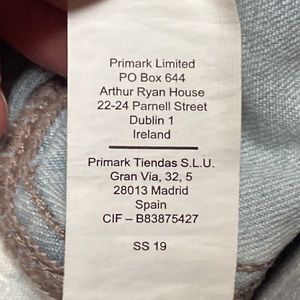 Primark Limited
PO Box 644
Arthur Ryan House
22-24 Parnell Street
Dublin 1
Ireland
Primark Tiendas S.L.U.
Gran Via, 32, 5
28013 Madrid
Spain
CIF – B83875427
SS 19